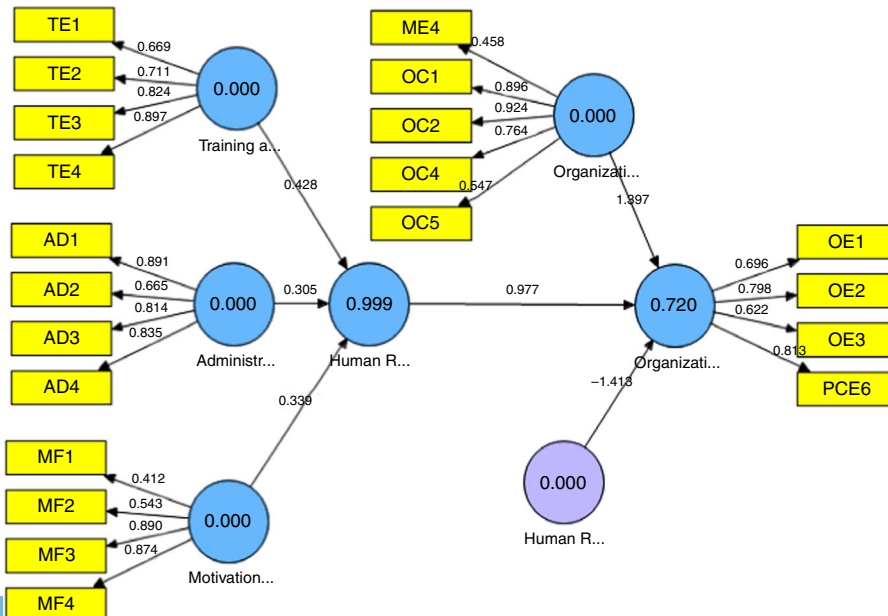 TE1
TE2
TE3
TE4
0.669
0.711
0.824
0.897
0.000
Training a...
0.428
ME4
OC1
OC2
OC4
OC5
0.458
0.896
0.924
0.764
0.547
0.000
Organizati...
1.397
AD1
AD2
AD3
AD4
0.891
0.665
0.814
0.835
0.000
Administr...
0.305
0.999
Human R...
0.977
0.720
Organizati...
0.696
0.798
0.622
0.813
OE1
OE2
OE3
PCE6
MF1
MF2
MF3
MF4
0.412
0.543
0.890
0.874
0.000
Motivation...
0.339
–1.413
0.000
Human R...